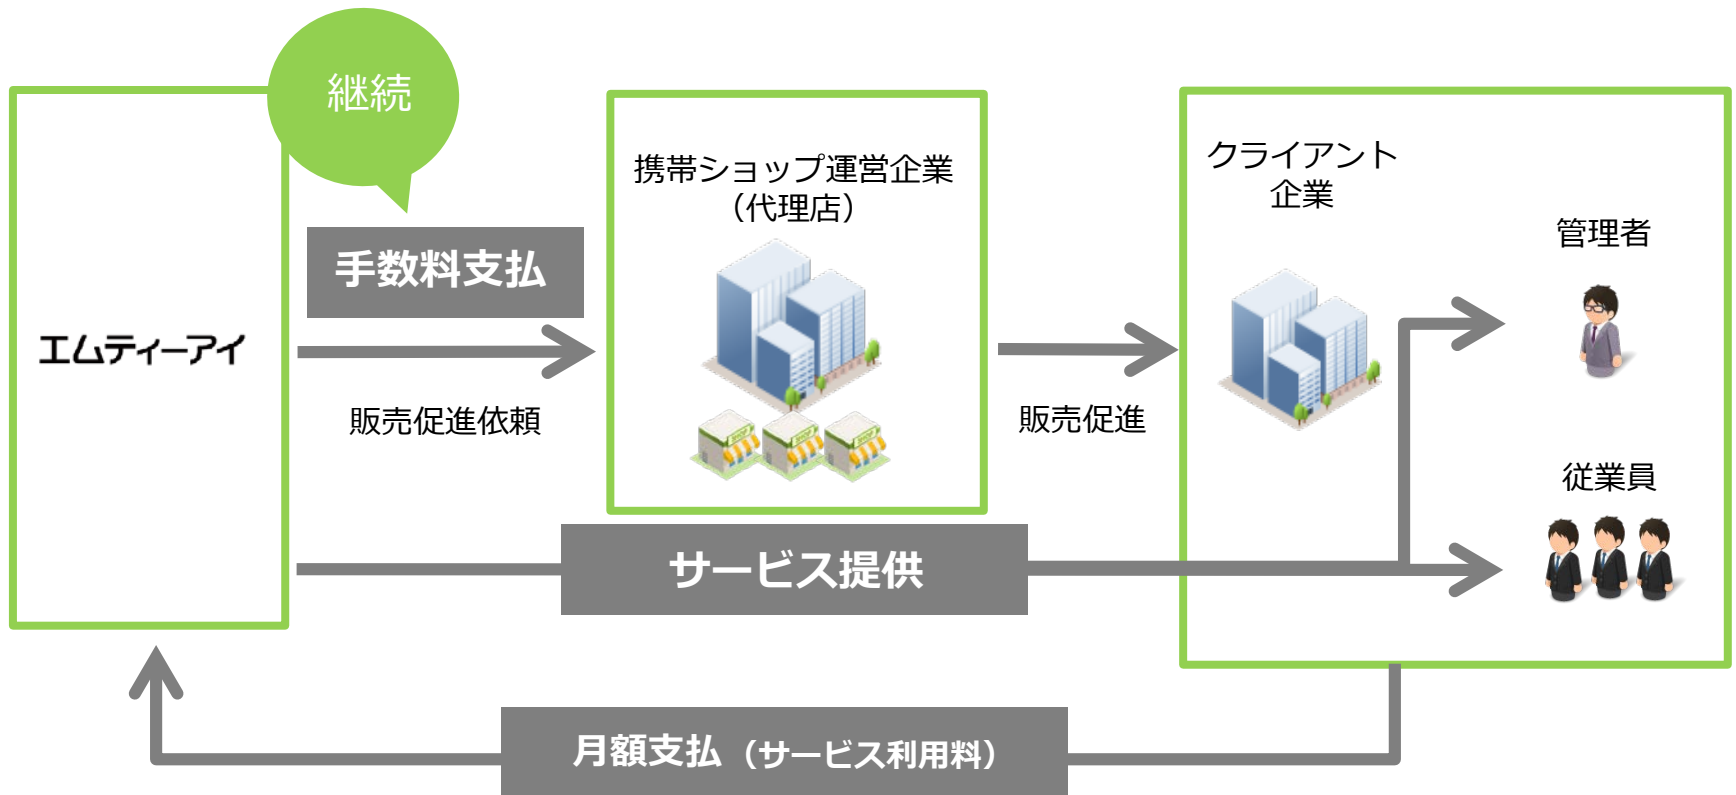 継続
エムティーアイ
手数料支払
販売促進依頼
携帯ショップ運営企業
（代理店）
販売促進
クライアント
企業
管理者
従業員
サービス提供
月額支払（サービス利用料）